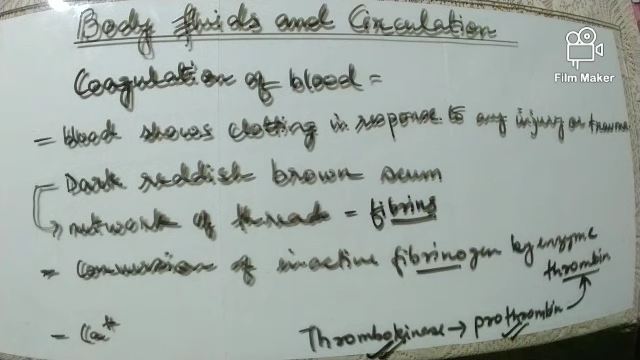 Body fluids and Circulation
Film Maker
Coagulation of blood =
= blood shows clotting in response to any injury or trauma
- Dark reddish brown scum
→ network of threads = fibrins
= Conversion of inactive fibrinogen by enzyme
thrombin
- Ca++
Thrombokinase → prothrombin